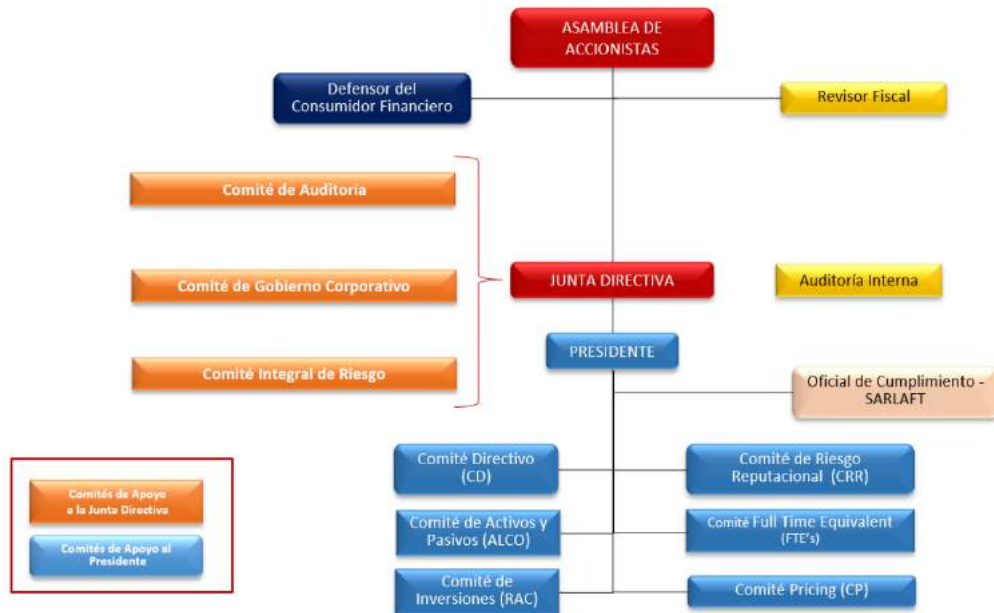 ASAMBLEA DE
ACCIONISTAS
Defensor del
Consumidor Financiero
Revisor Fiscal
Comité de Auditoría
Comité de Gobierno Corporativo
JUNTA DIRECTIVA
Auditoría Interna
PRESIDENTE
Comité Integral de Riesgo
Oficial de Cumplimiento -
SARLAFT
Comité Directivo
(CD)
Comité de Riesgo
Reputacional (CRR)
Comités de Apoyo
a la Junta Directiva
Comité de Activos y
Pasivos (ALCO)
Comité Full Time Equivalent
(FTE's)
Comités de Apoyo al
Presidente
Comité de
Inversiones (RAC)
Comité Pricing (CP)